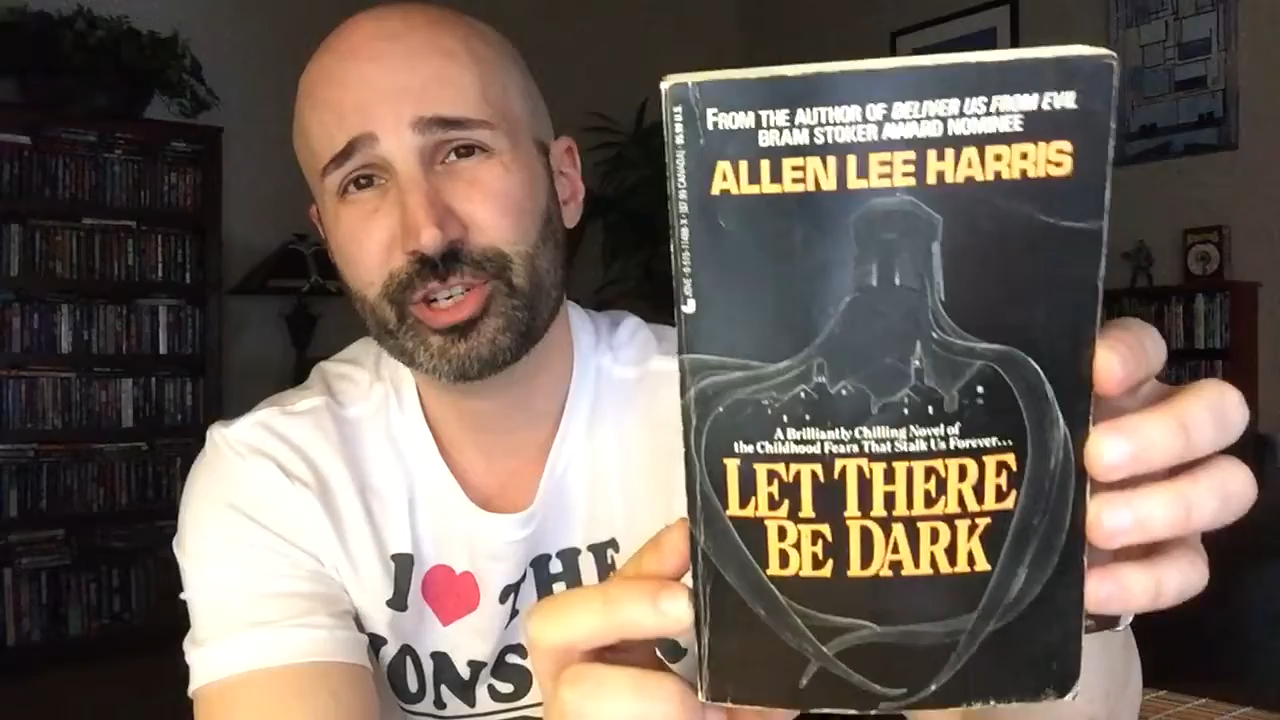 FROM THE AUTHOR OF DELIVER US FROM EVIL
BRAM STOKER AWARD NOMINEE
ALLEN LEE HARRIS
A Brilliantly Chilling Novel of
the Childhood Fears That Stalk Us Forever...
LET THERE
BE DARK
I ♥ THE
ONS